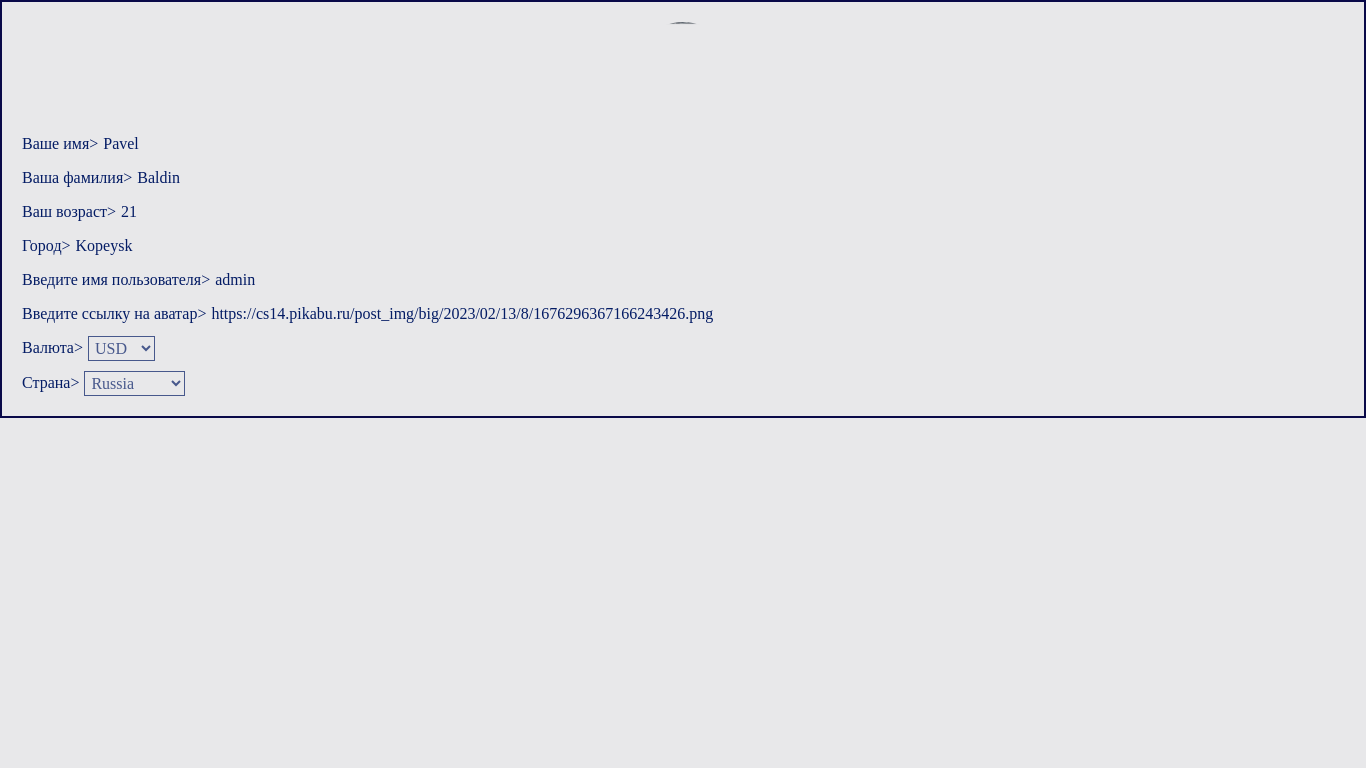 Ваше имя> Pavel
Ваша фамилия> Baldin
Ваш возраст> 21
Город> Kopeysk
Введите имя пользователя> admin
Введите ссылку на аватар> https://cs14.pikabu.ru/post_img/big/2023/02/13/8/1676296367166243426.png
Валюта> USD
Страна> Russia